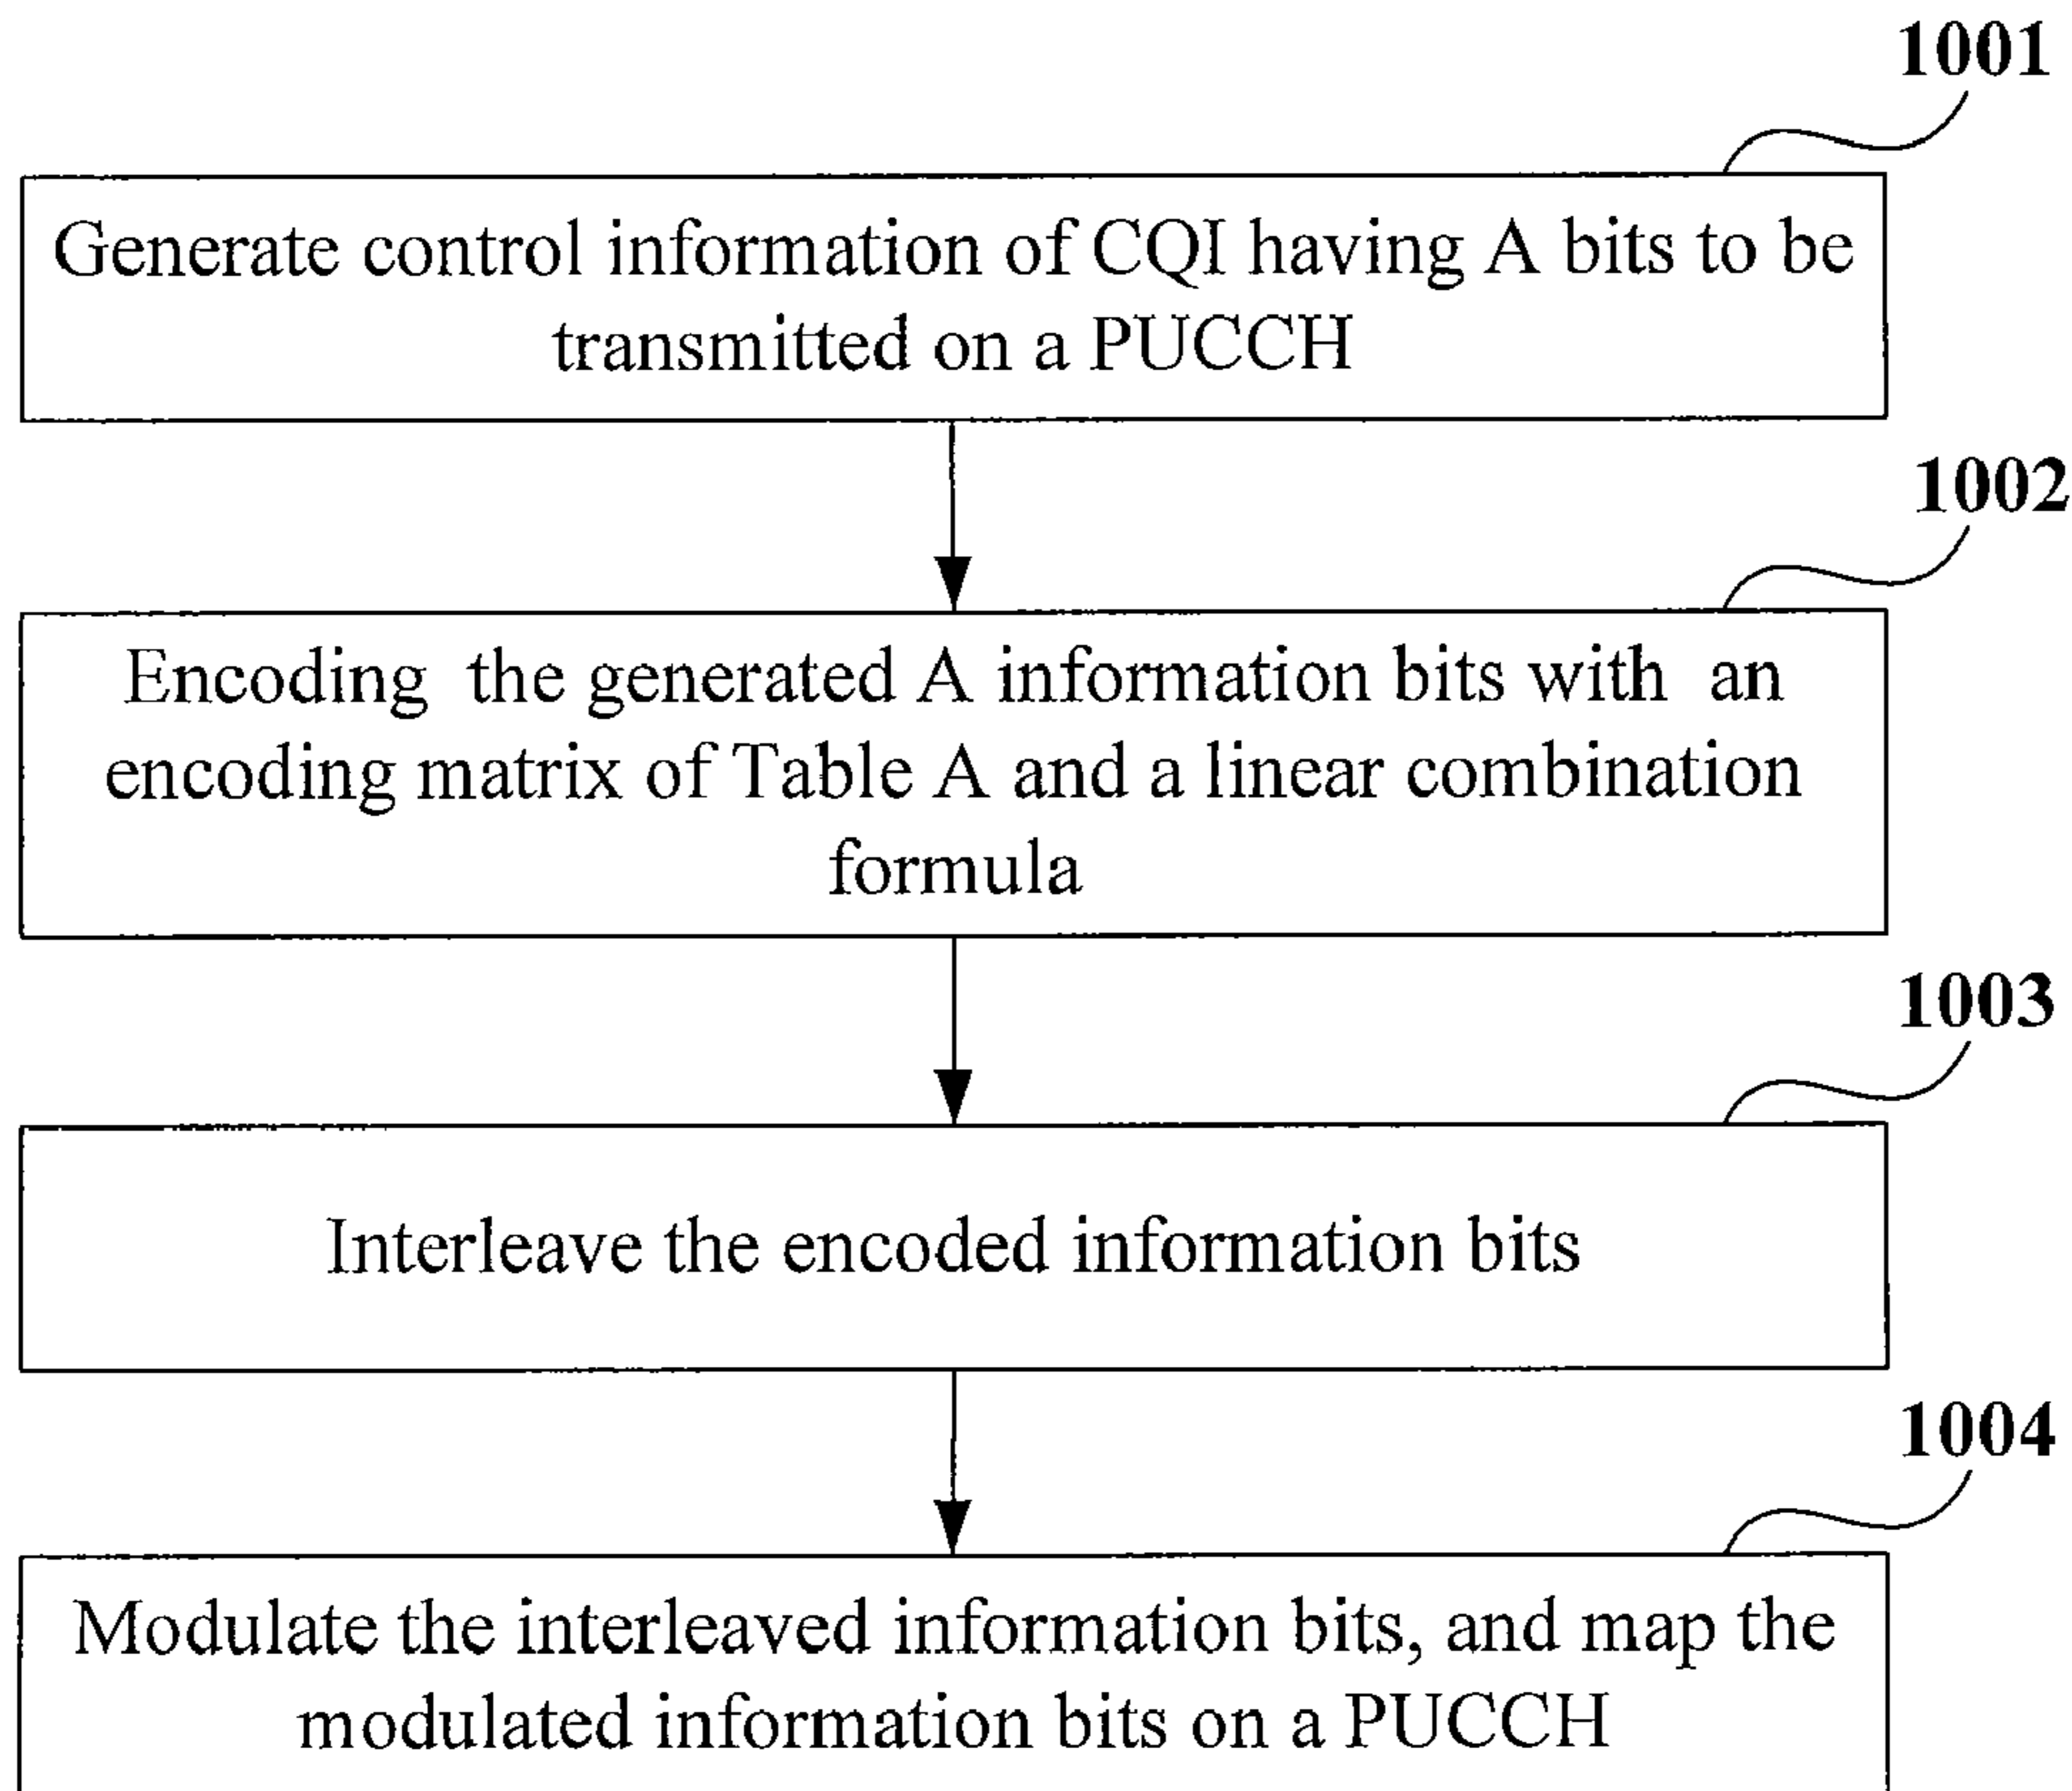 1001
Generate control information of CQI having A bits to be
transmitted on a PUCCH
1002
Encoding the generated A information bits with an
encoding matrix of Table A and a linear combination
formula
1003
Interleave the encoded information bits
1004
Modulate the interleaved information bits, and map the
modulated information bits on a PUCCH